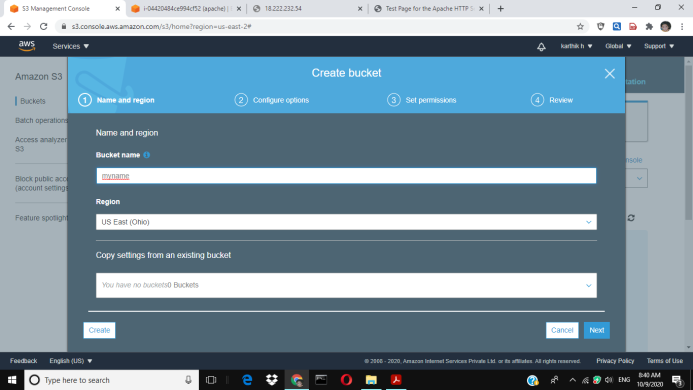 S3 Management Console
i-04420484ce994cf52 (apache) |
18.222.232.54
Test Page for the Apache HTTP S
s3.console.aws.amazon.com/s3/home?region=us-east-2#
aws
Services
karthik h
Global
Support
Amazon S3
Buckets
Batch operations
Access analyzer
S3
Block public acc
(account settings
Feature spotlight
Create bucket
1 Name and region
2 Configure options
3 Set permissions
4 Review
Name and region
Bucket name
myname
Region
US East (Ohio)
Copy settings from an existing bucket
You have no buckets0 Buckets
Create
Cancel
Next
tation
nsole
Feedback
English (US)
© 2008 - 2020, Amazon Internet Services Private Ltd. or its affiliates. All rights reserved.
Privacy Policy
Terms of Use
Type here to search
ENG
8:40 AM
10/9/2020